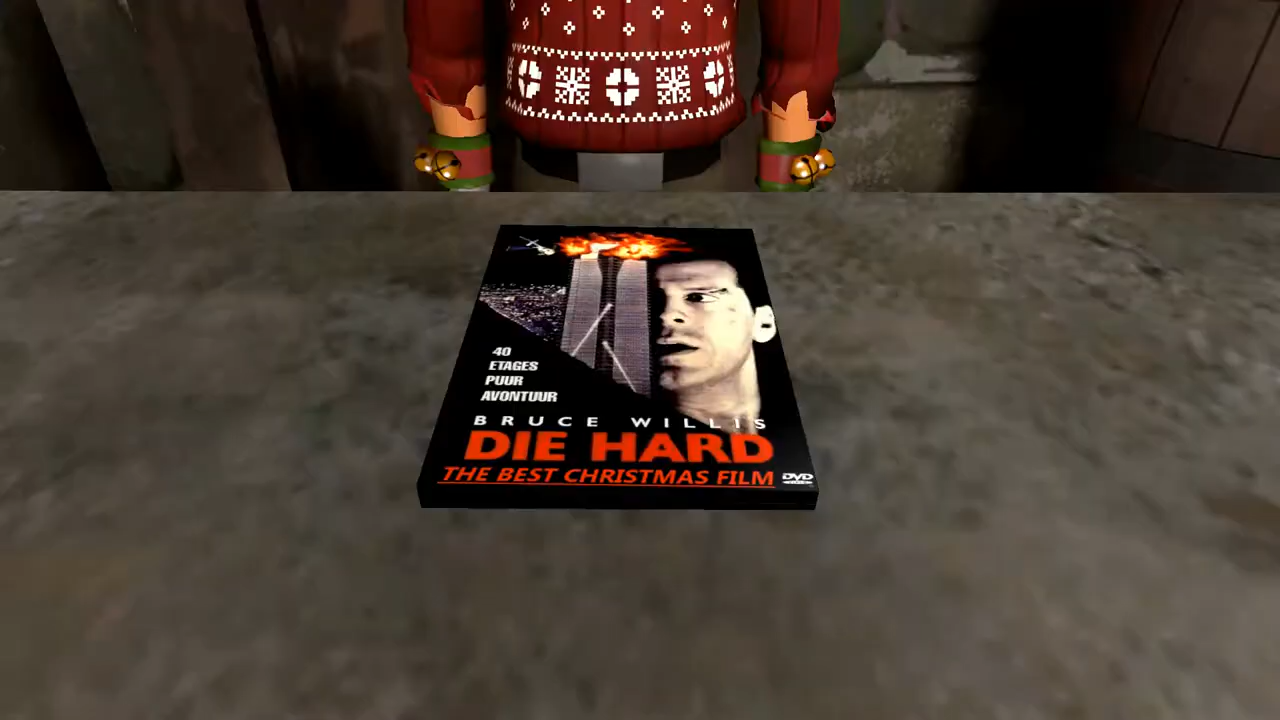 40
ETAGES
PUUR
AVONTUUR
BRUCE WILLIS
DIE HARD
THE BEST CHRISTMAS FILM
DVD